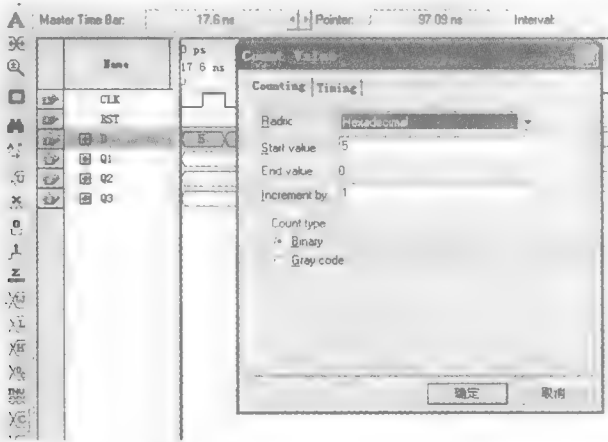 Master Time Bar: 17.6 ns Pointer: 97.09 ns Interval:
Name
0 ps
17.6 ns
CLK
RST
D 5
Q1
Q2
Q3
Count Value
Counting Timing
Radix: Hexadecimal
Start value 5
End value 0
Increment by 1
Count type
Binary
Gray code
确定 取消